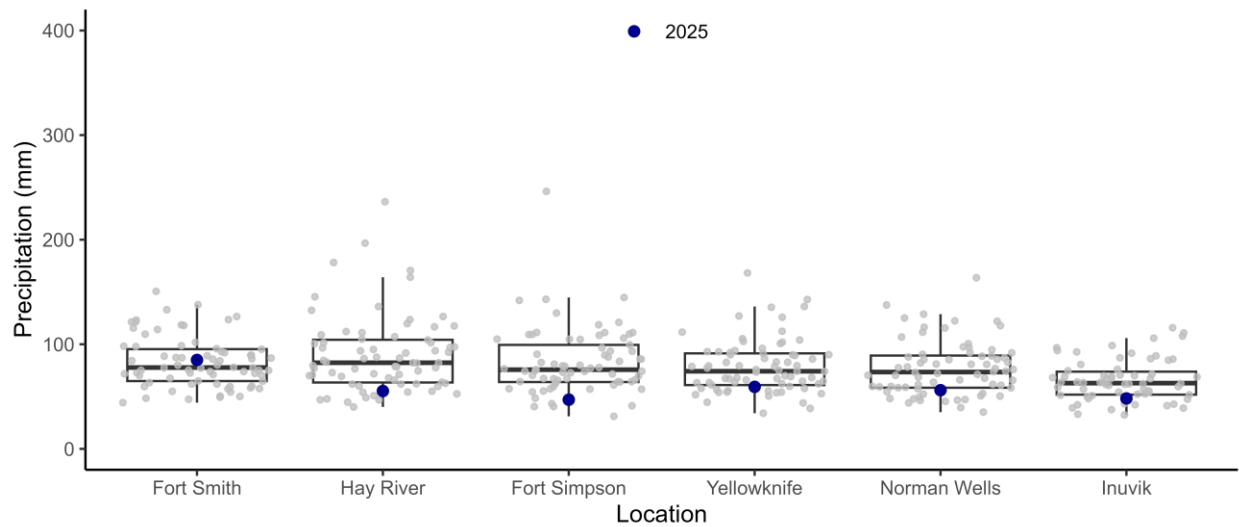 400
2025
300
200
100
0
Precipitation (mm)
Fort Smith Hay River Fort Simpson Yellowknife Norman Wells Inuvik
Location